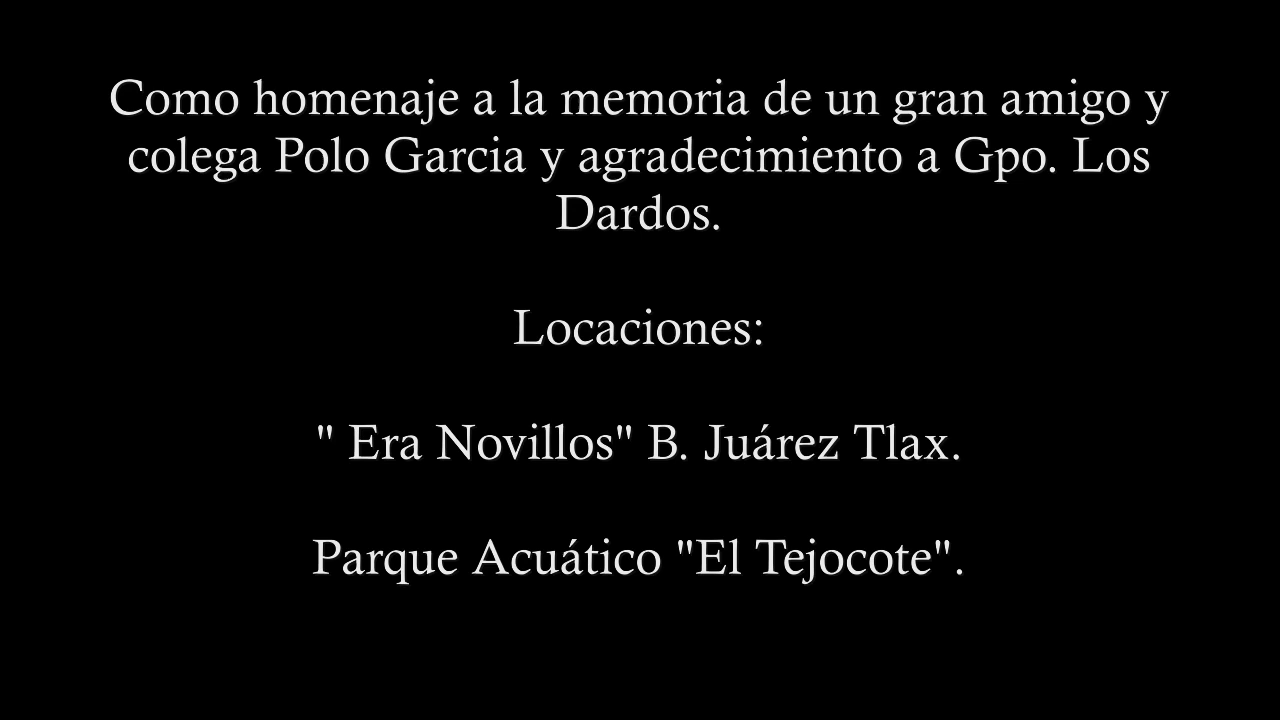 Como homenaje a la memoria de un gran amigo y
colega Polo Garcia y agradecimiento a Gpo. Los
Dardos.
Locaciones:
" Era Novillos" B. Juárez Tlax.
Parque Acuático "El Tejocote".